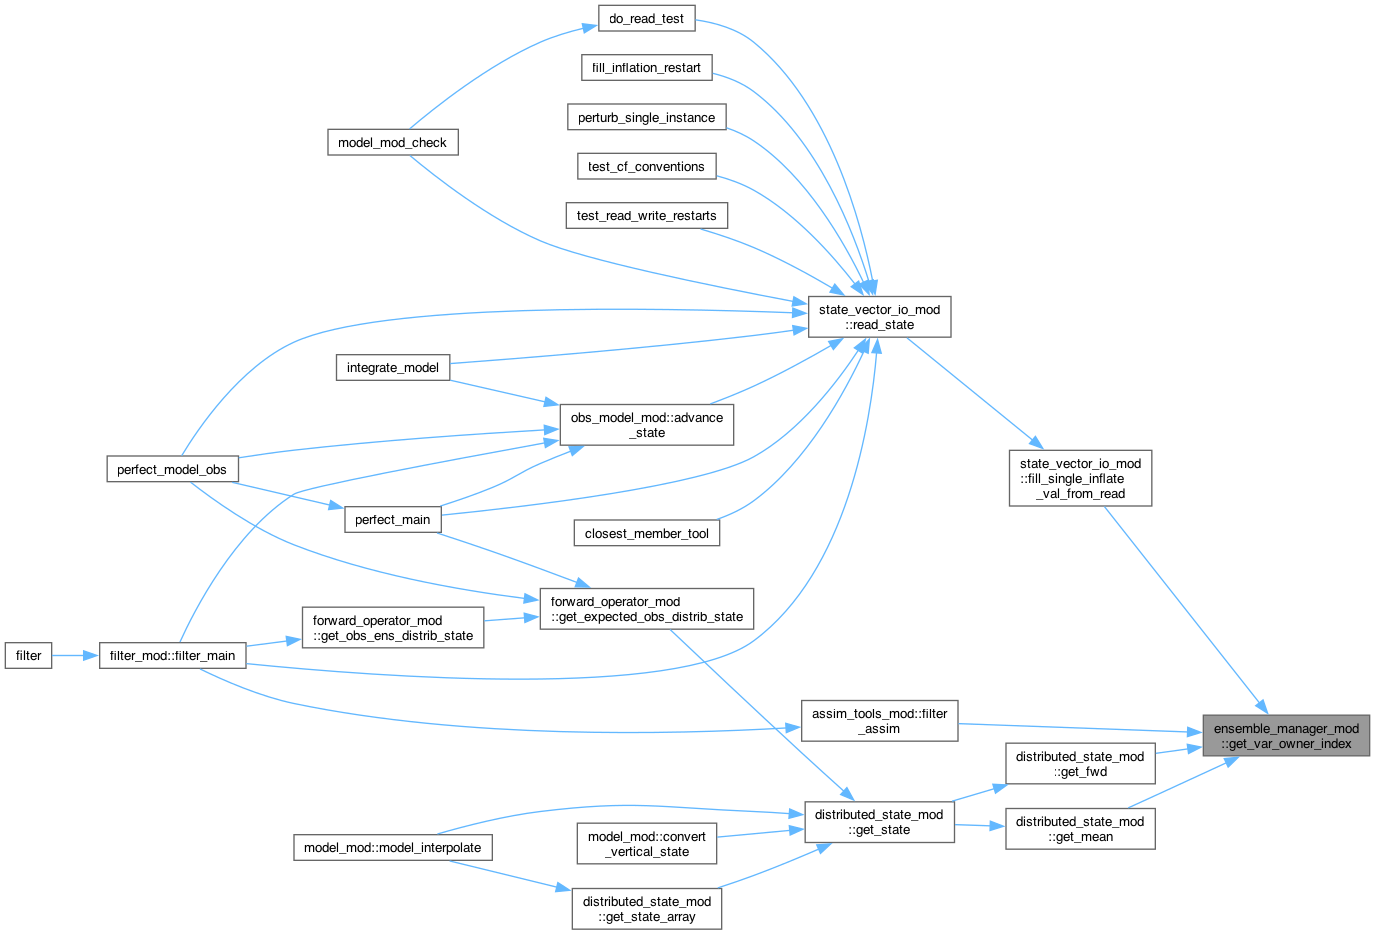 do_read_test
fill_inflation_restart
perturb_single_instance
model_mod_check
test_cf_conventions
test_read_write_restarts
state_vector_io_mod
::read_state
integrate_model
obs_model_mod::advance
_state
perfect_model_obs
state_vector_io_mod
::fill_single_inflate
_val_from_read
perfect_main
closest_member_tool
forward_operator_mod
::get_expected_obs_distrib_state
forward_operator_mod
::get_obs_ens_distrib_state
filter
filter_mod::filter_main
assim_tools_mod::filter
_assim
ensemble_manager_mod
::get_var_owner_index
distributed_state_mod
::get_fwd
distributed_state_mod
::get_state
distributed_state_mod
::get_mean
model_mod::model_interpolate
model_mod::convert
_vertical_state
distributed_state_mod
::get_state_array